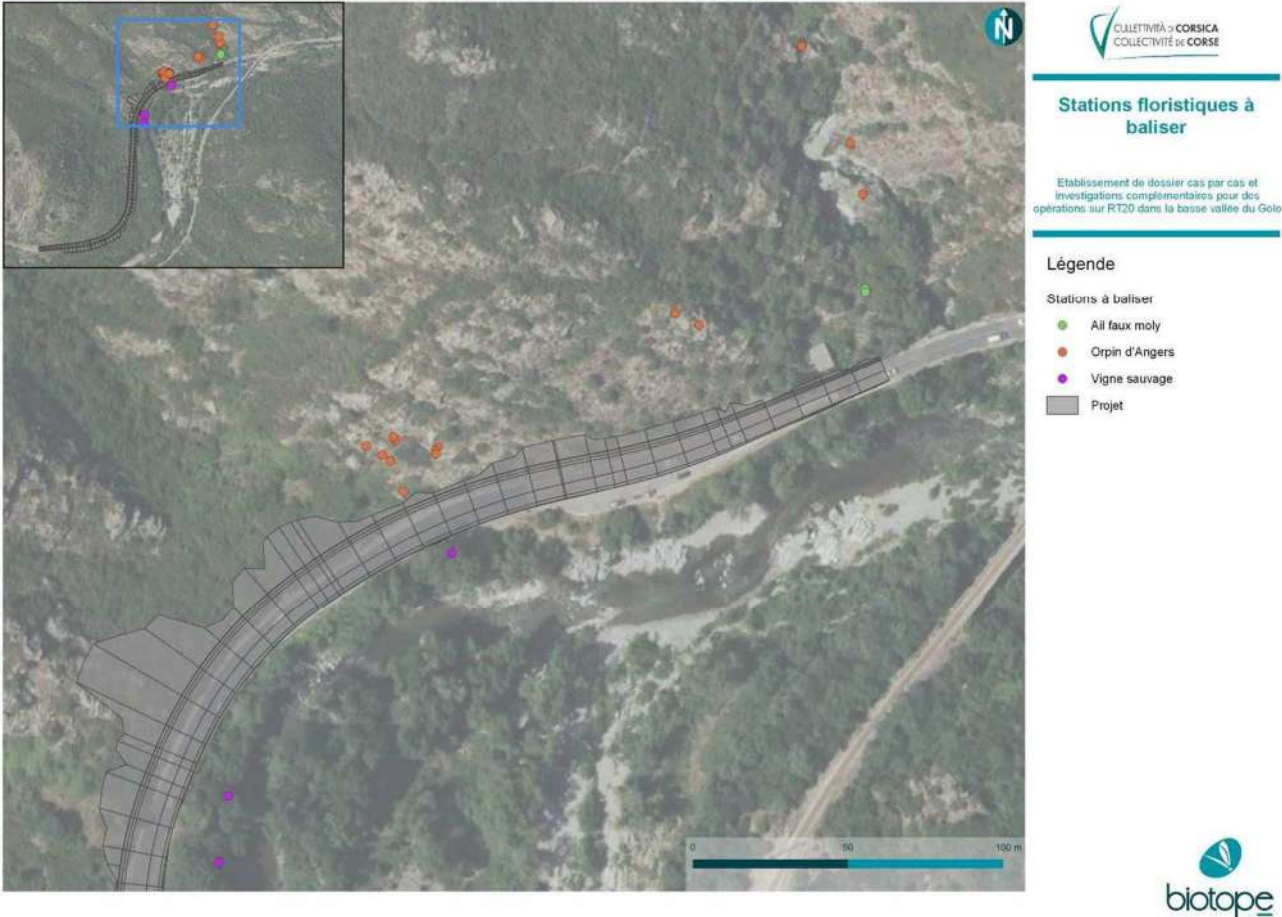 N
CULLETTIVITÀ DI CORSICA
COLLECTIVITÉ DE CORSE
Stations floristiques à
baliser
Etablissement de dossier cas par cas et
investigations complémentaires pour des
opérations sur RT20 dans la basse vallée du Golo
Légende
Stations à baliser
Ail faux moly
Orpin d'Angers
Vigne sauvage
Projet
0 50 100 m
biotope